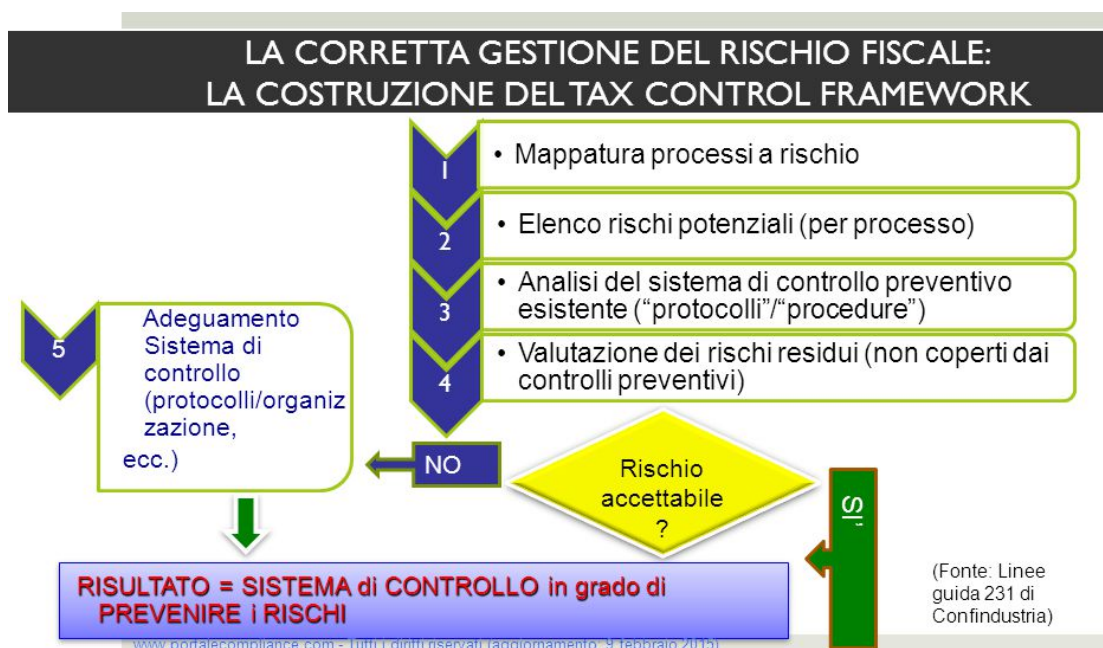 LA CORRETTA GESTIONE DEL RISCHIO FISCALE:
LA COSTRUZIONE DEL TAX CONTROL FRAMEWORK
1
• Mappatura processi a rischio
2
• Elenco rischi potenziali (per processo)
3
• Analisi del sistema di controllo preventivo
esistente (“protocolli”/“procedure”)
4
• Valutazione dei rischi residui (non coperti dai
controlli preventivi)
5
Adeguamento
Sistema di
controllo
(protocolli/organiz
zazione,
ecc.)
NO
Rischio
accettabile
?
SI'
RISULTATO = SISTEMA di CONTROLLO in grado di
PREVENIRE i RISCHI
(Fonte: Linee
guida 231 di
Confindustria)
www.portalecompliance.com - Tutti i diritti riservati (aggiornamento: 9 febbraio 2015)